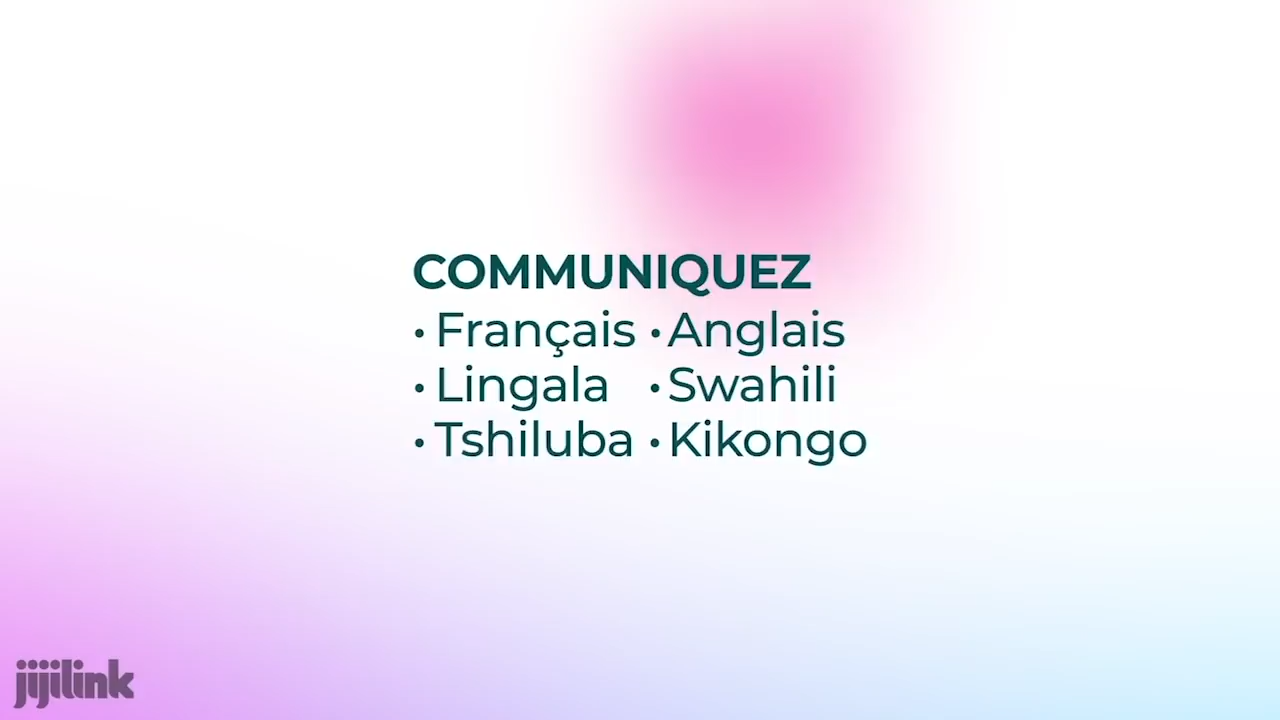 COMMUNIQUEZ
• Français • Anglais
• Lingala • Swahili
• Tshiluba • Kikongo
jijilink